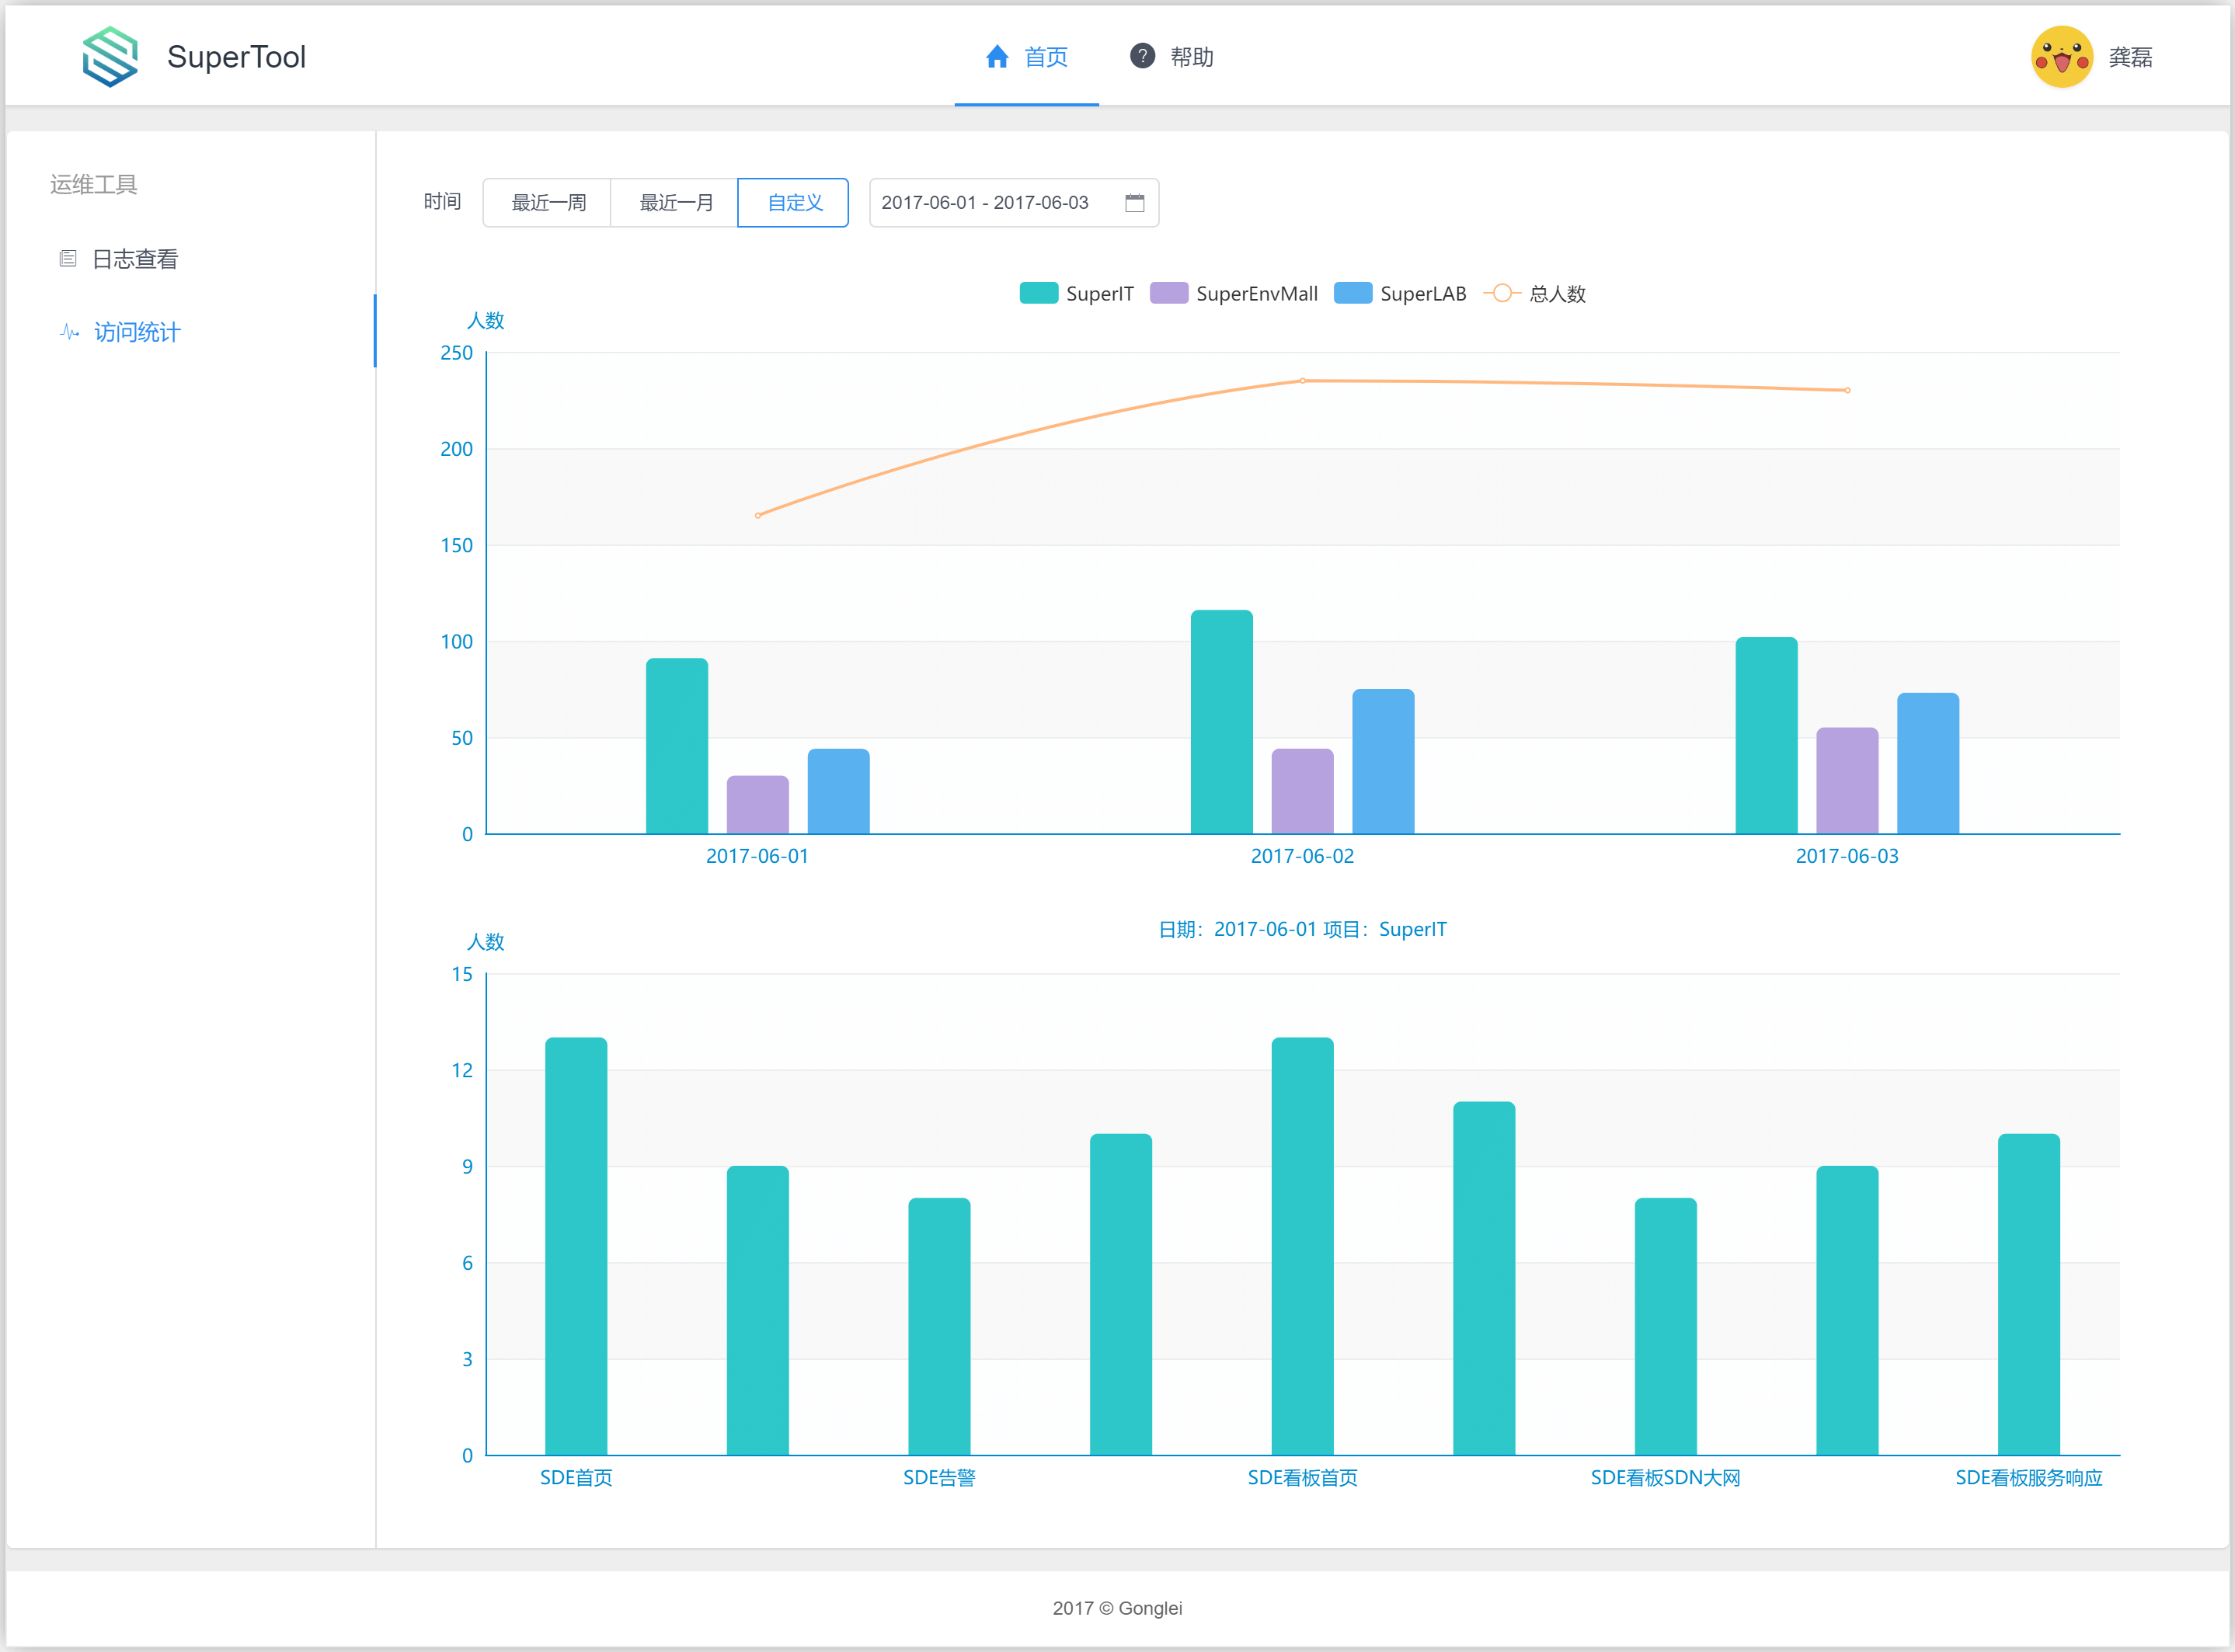 SuperTool
首页
帮助
龚磊
运维工具
日志查看
访问统计
时间
最近一周
最近一月
自定义
2017-06-01 - 2017-06-03
SuperIT
SuperEnvMall
SuperLAB
总人数
人数
250
200
150
100
50
0
2017-06-01
2017-06-02
2017-06-03
日期：2017-06-01 项目：SuperIT
人数
15
12
9
6
3
0
SDE首页
SDE告警
SDE看板首页
SDE看板SDN大网
SDE看板服务响应
2017 © Gonglei